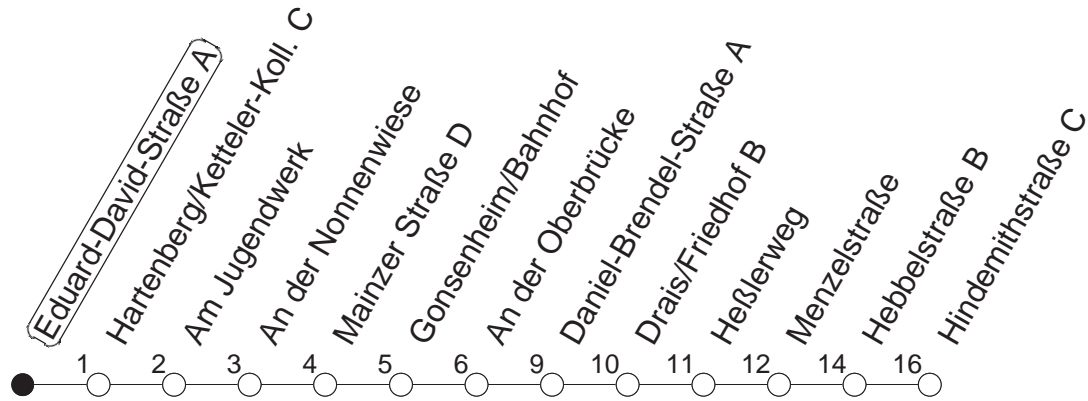 Eduard-David-Straße A
Hartenberg/Ketteler-Koll. C
Am Jugendwerk
An der Nonnenwiese
Mainzer Straße D
Gonsenheim/Bahnhof
An der Oberbrücke
Daniel-Brendel-Straße A
Drais/Friedhof B
Heßlerweg
Menzelstraße
Hebbelstraße B
Hindemithstraße C
1 2 3 4 5 6 9 10 11 12 14 16